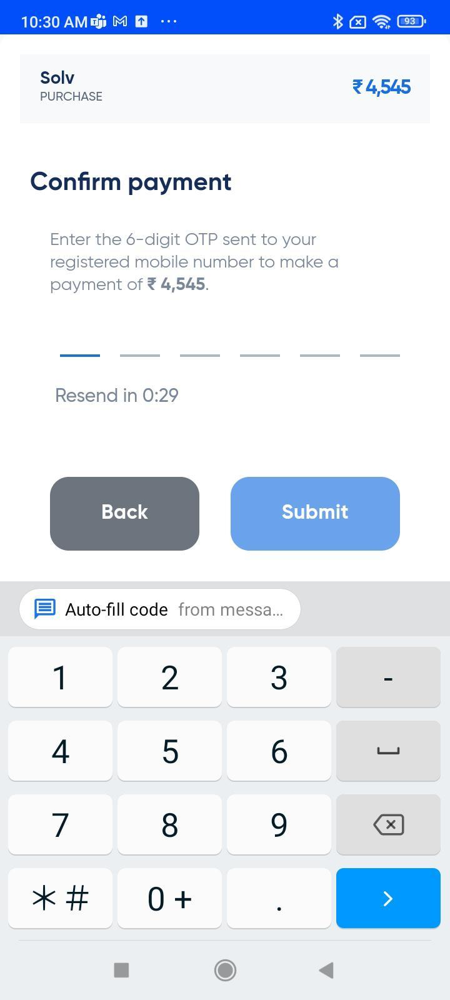 10:30 AM
93
Solv
PURCHASE
₹ 4,545
Confirm payment
Enter the 6-digit OTP sent to your
registered mobile number to make a
payment of ₹ 4,545.
Resend in 0:29
Back
Submit
Auto-fill code from messa...
1 2 3 -
4 5 6
7 8 9
* # 0 + .